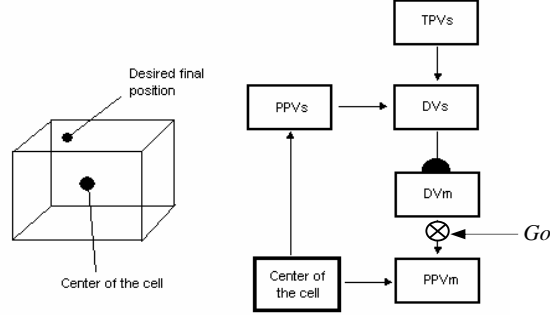 Desired final
position
Center of the cell
TPVs
PPVs
DVs
DVm
Go
Center of
the cell
PPVm